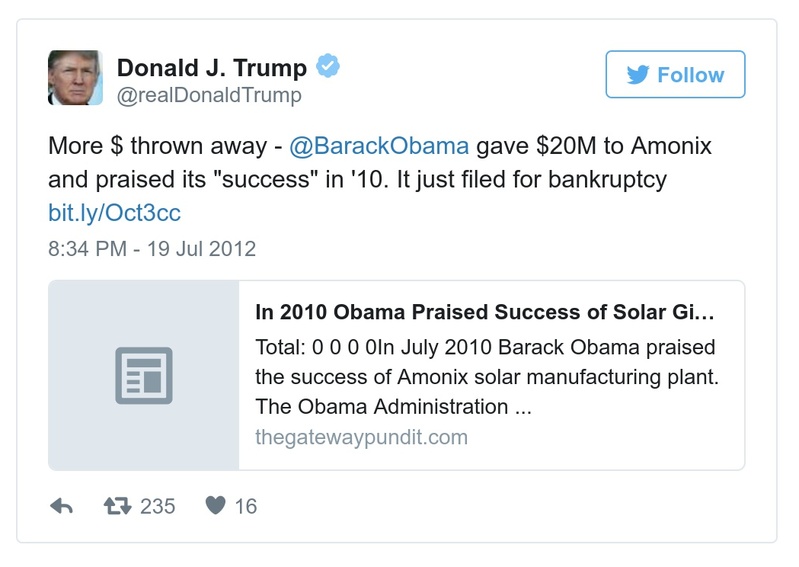 Donald J. Trump
@realDonaldTrump
Follow
More $ thrown away - @BarackObama gave $20M to Amonix
and praised its "success" in '10. It just filed for bankruptcy
bit.ly/Oct3cc
8:34 PM - 19 Jul 2012
In 2010 Obama Praised Success of Solar Gi...
Total: 0 0 0 0In July 2010 Barack Obama praised
the success of Amonix solar manufacturing plant.
The Obama Administration ...
thegatewaypundit.com
235
16